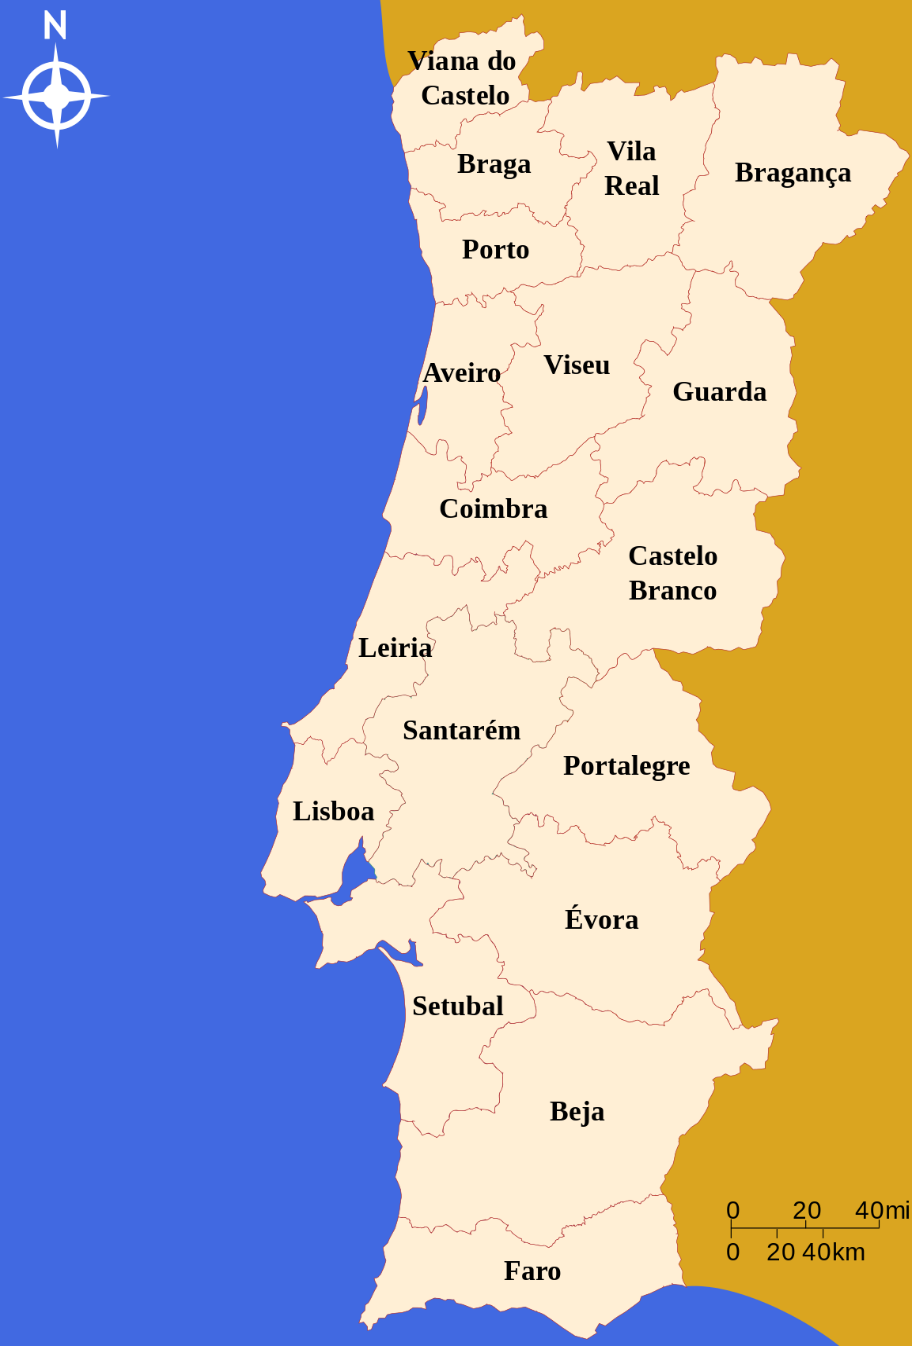 N
Viana do
Castelo
Braga
Vila
Real
Bragança
Porto
Aveiro
Viseu
Guarda
Coimbra
Castelo
Branco
Leiria
Santarém
Portalegre
Lisboa
Évora
Setubal
Beja
0 20 40mi
0 20 40km
Faro